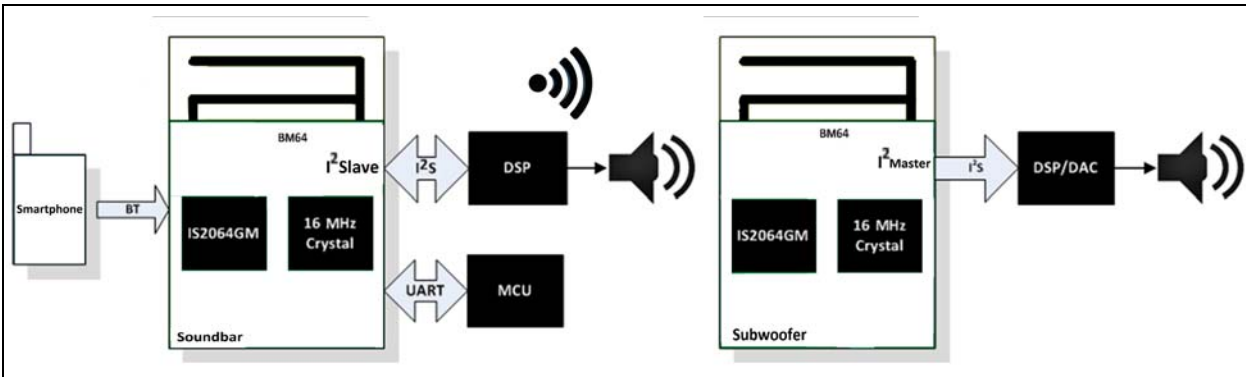 Smartphone
BT
BM64
I²Slave
IS2064GM
16 MHz
Crystal
Soundbar
I²S
DSP
UART
MCU
BM64
I²Master
IS2064GM
16 MHz
Crystal
Subwoofer
I²S
DSP/DAC